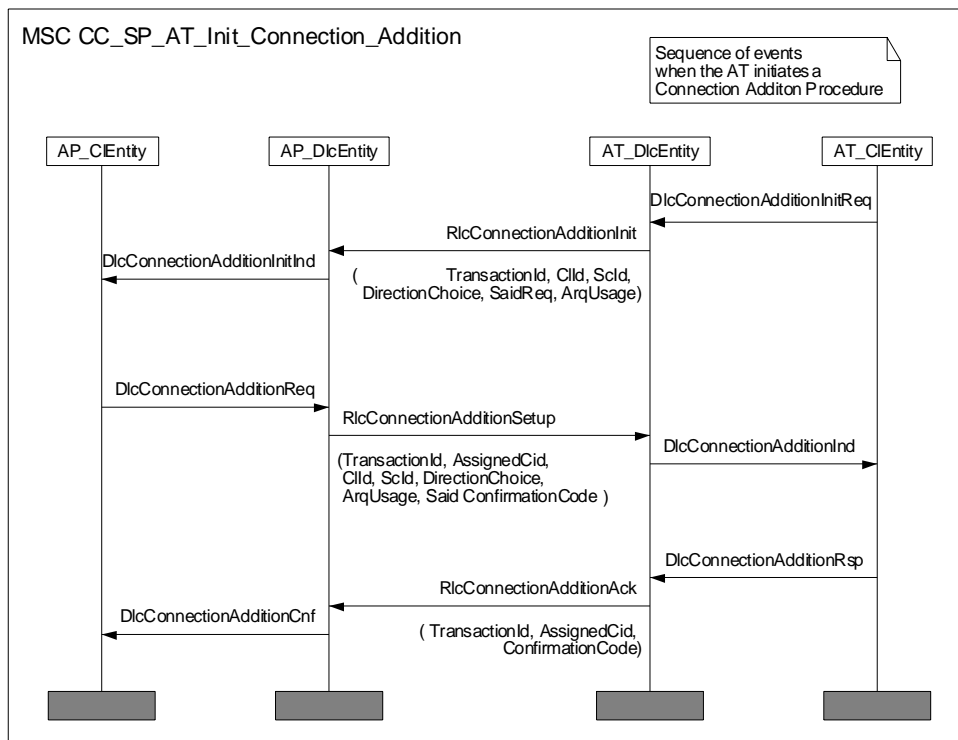 MSC CC_SP_AT_Init_Connection_Addition
Sequence of events
when the AT initiates a
Connection Additon Procedure
AP_ClEntity
AP_DlcEntity
AT_DlcEntity
AT_ClEntity
DlcConnectionAdditionInitReq
RlcConnectionAdditionInit
DlcConnectionAdditionInitInd
( TransactionId, ClId, ScId,
DirectionChoice, SaidReq, ArqUsage)
DlcConnectionAdditionReq
RlcConnectionAdditionSetup
DlcConnectionAdditionInd
(TransactionId, AssignedCid,
ClId, ScId, DirectionChoice,
ArqUsage, Said ConfirmationCode )
DlcConnectionAdditionRsp
RlcConnectionAdditionAck
DlcConnectionAdditionCnf
( TransactionId, AssignedCid,
ConfirmationCode)